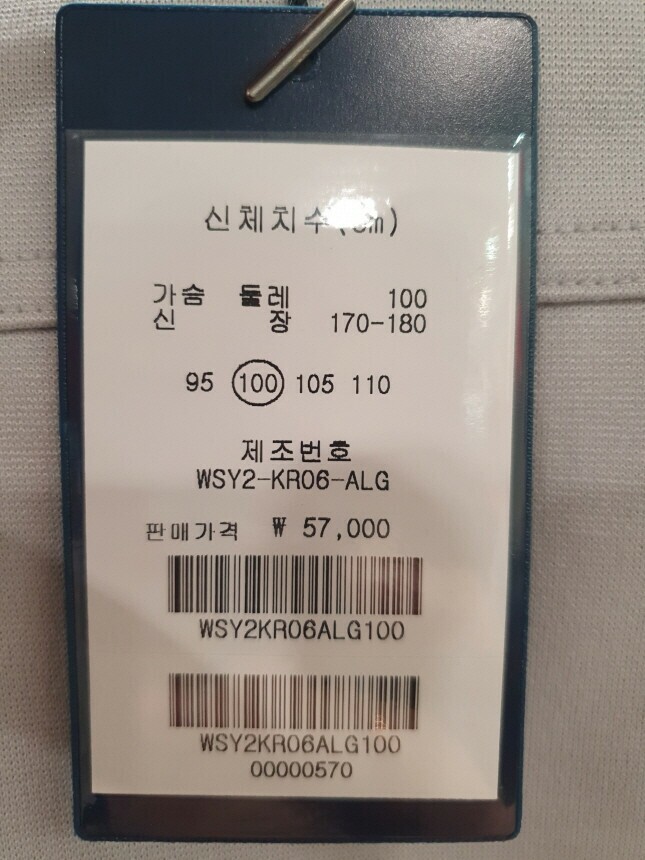 신체치수(cm)
가슴 둘레 100
신 장 170-180
95 100 105 110
제조번호
WSY2-KR06-ALG
판매가격 ₩ 57,000
WSY2KR06ALG100
WSY2KR06ALG100
00000570